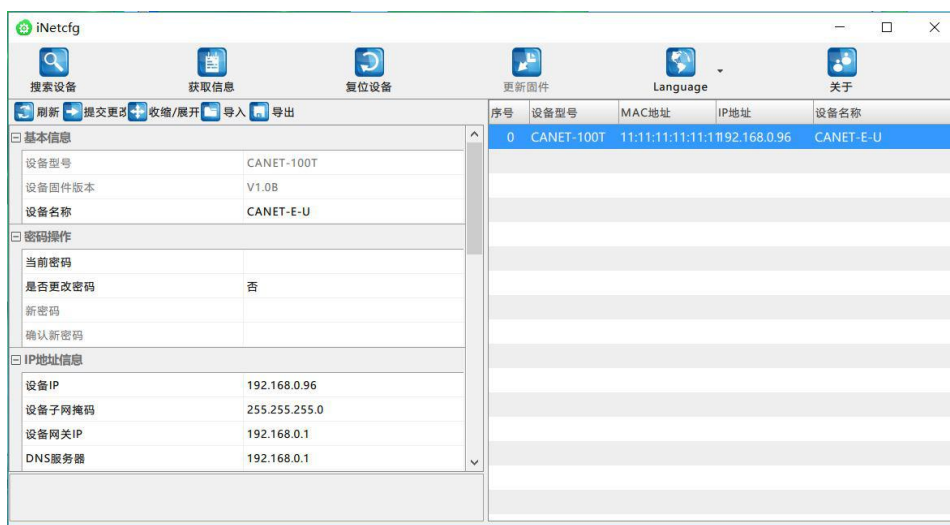 iNetcfg
搜索设备 获取信息 复位设备 更新固件 Language 关于
刷新 提交更改 收缩/展开 导入 导出
基本信息
设备型号 CANET-100T
设备固件版本 V1.0B
设备名称 CANET-E-U
密码操作
当前密码
是否更改密码 否
新密码
确认新密码
IP地址信息
设备IP 192.168.0.96
设备子网掩码 255.255.255.0
设备网关IP 192.168.0.1
DNS服务器 192.168.0.1
序号 设备型号 MAC地址 IP地址 设备名称
0 CANET-100T 11:11:11:11:11:11 192.168.0.96 CANET-E-U